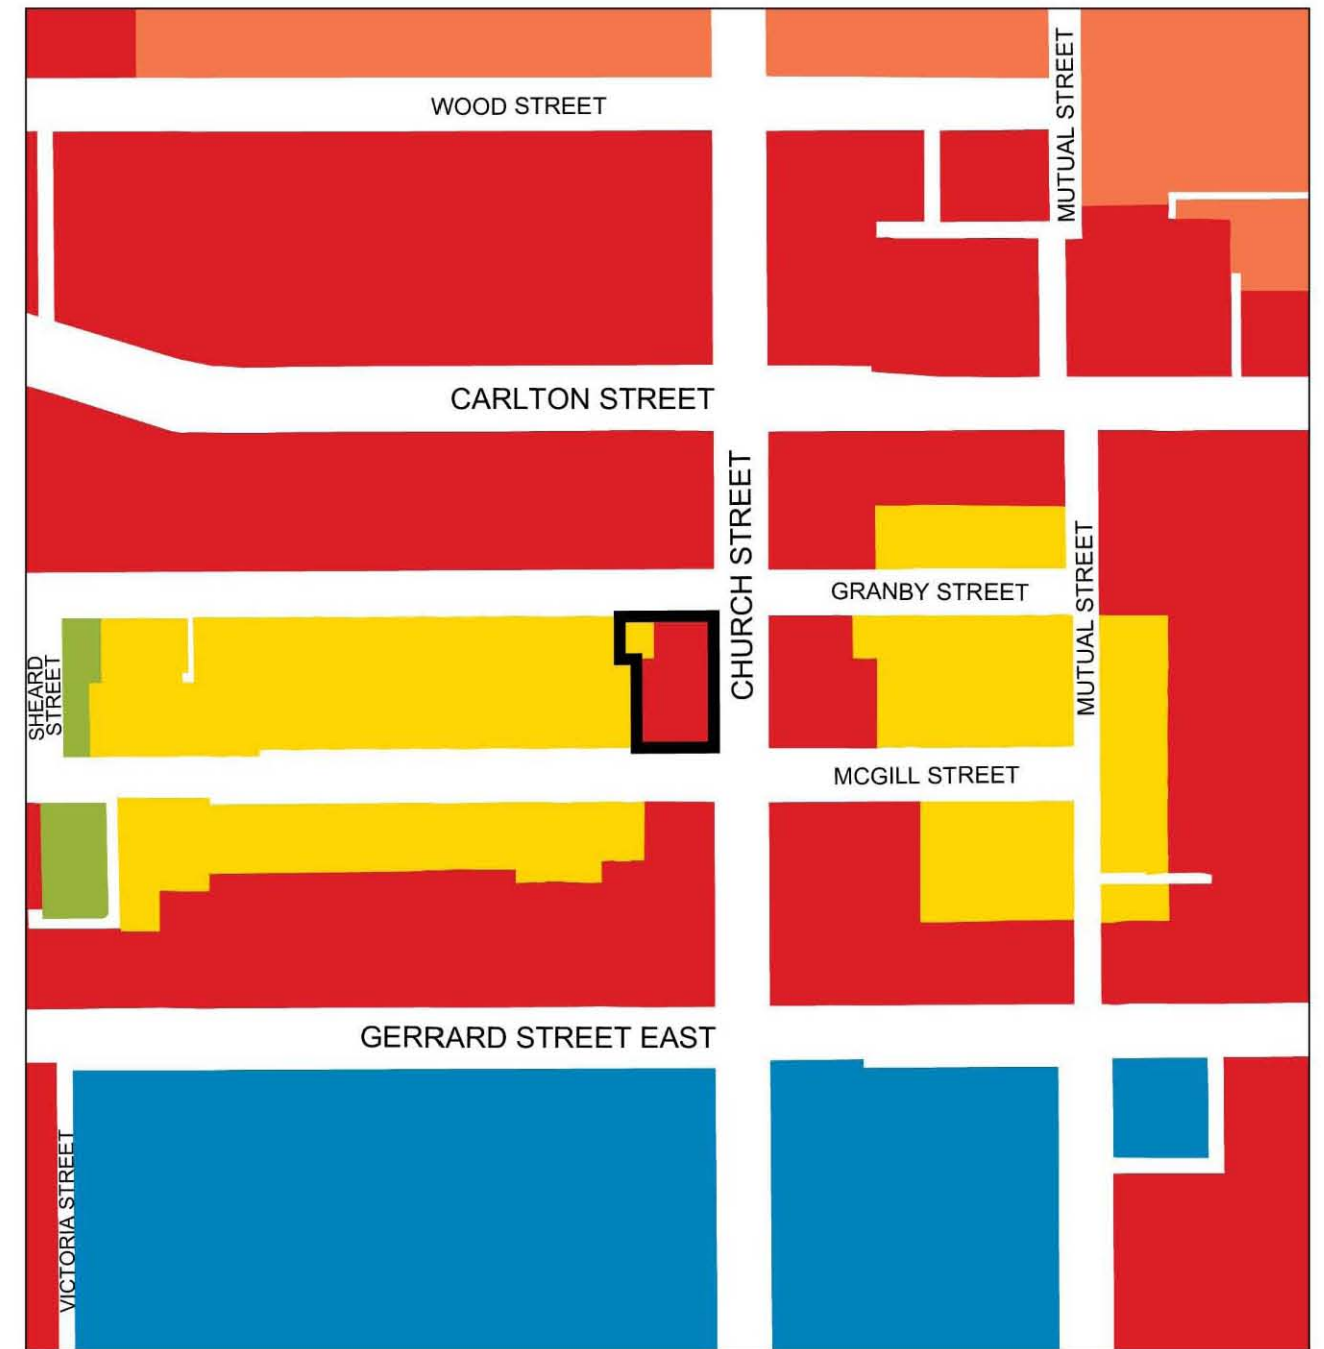 WOOD STREET
MUTUAL STREET
CARLTON STREET
CHURCH STREET
GRANBY STREET
MUTUAL STREET
SHEARD
STREET
MCGILL STREET
GERRARD STREET EAST
VICTORIA STREET